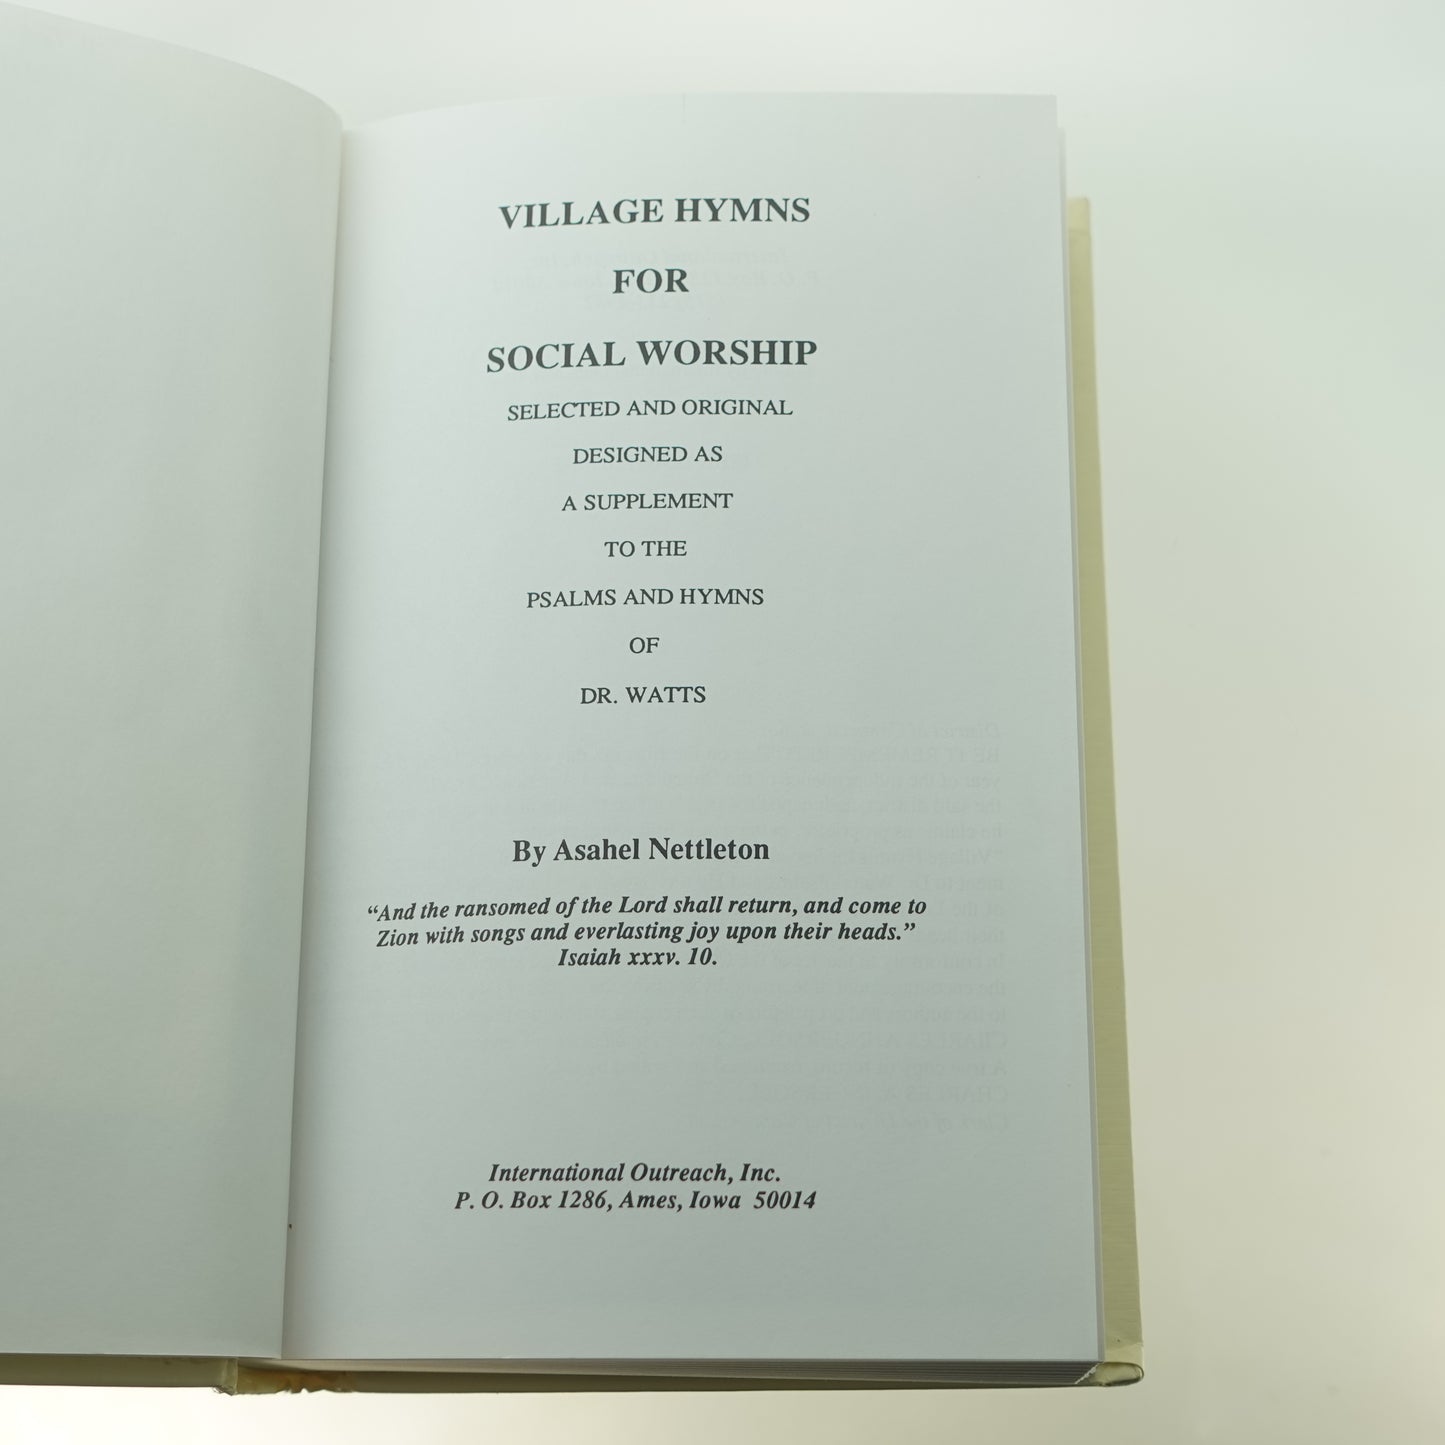 VILLAGE HYMNS
FOR
SOCIAL WORSHIP
SELECTED AND ORIGINAL
DESIGNED AS
A SUPPLEMENT
TO THE
PSALMS AND HYMNS
OF
DR. WATTS
By Asahel Nettleton
“And the ransomed of the Lord shall return, and come to
Zion with songs and everlasting joy upon their heads.”
Isaiah xxxv. 10.
International Outreach, Inc.
P. O. Box 1286, Ames, Iowa 50014